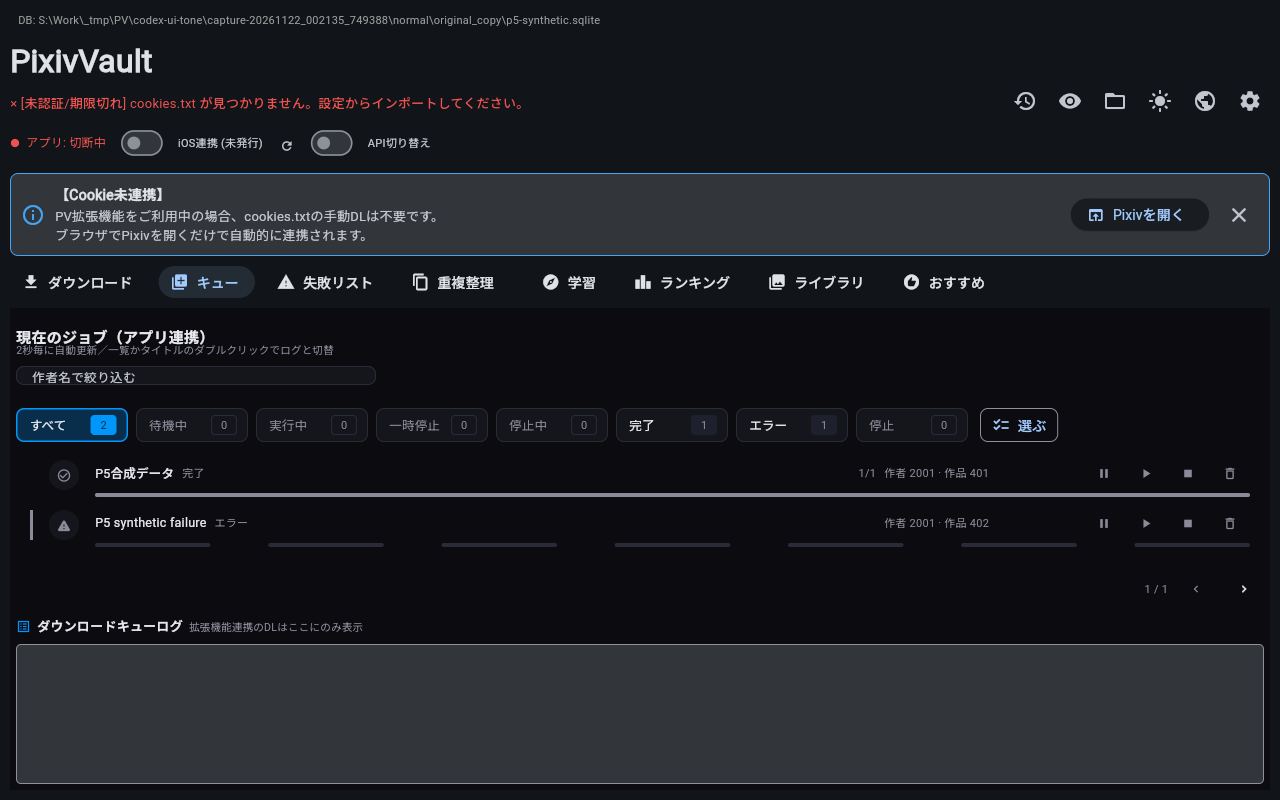 DB: S:\Work\_tmp\PV\codex-ui-tone\capture-20261122_002135_749388\normal\original_copy\p5-synthetic.sqlite
PixivVault
× [未認証/期限切れ] cookies.txt が見つかりません。設定からインポートしてください。
アプリ: 切断中 iOS連携 (未発行) API切り替え
【Cookie未連携】
PV拡張機能をご利用中の場合、cookies.txtの手動DLは不要です。
ブラウザでPixivを開くだけで自動的に連携されます。
Pixivを開く
ダウンロード キュー 失敗リスト 重複整理 学習 ランキング ライブラリ おすすめ
現在のジョブ（アプリ連携）
2秒毎に自動更新／一覧かタイトルのダブルクリックでログと切替
作者名で絞り込む
すべて 2 待機中 0 実行中 0 一時停止 0 停止中 0 完了 1 エラー 1 停止 0 選ぶ
P5合成データ 完了 1/1 作者 2001 · 作品 401
P5 synthetic failure エラー 作者 2001 · 作品 402
1 / 1
ダウンロードキューログ 拡張機能連携のDLはここにのみ表示